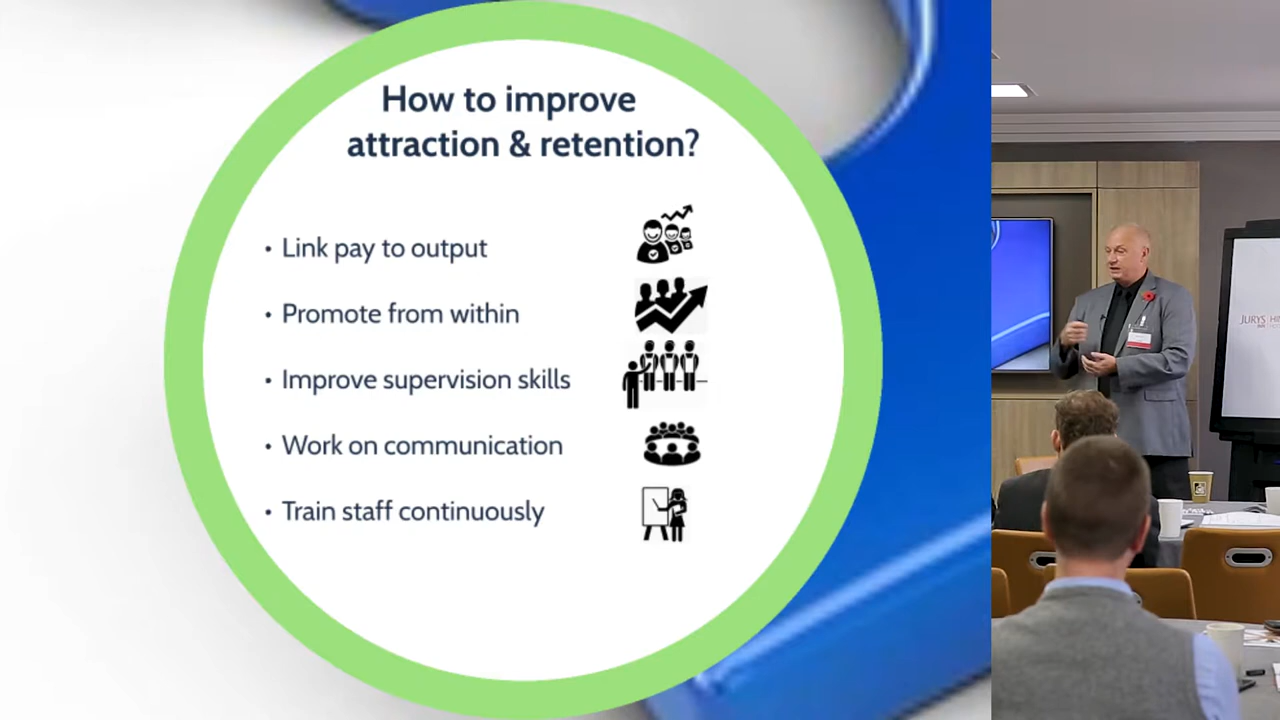 How to improve
attraction & retention?
• Link pay to output
• Promote from within
• Improve supervision skills
• Work on communication
• Train staff continuously
JURYS